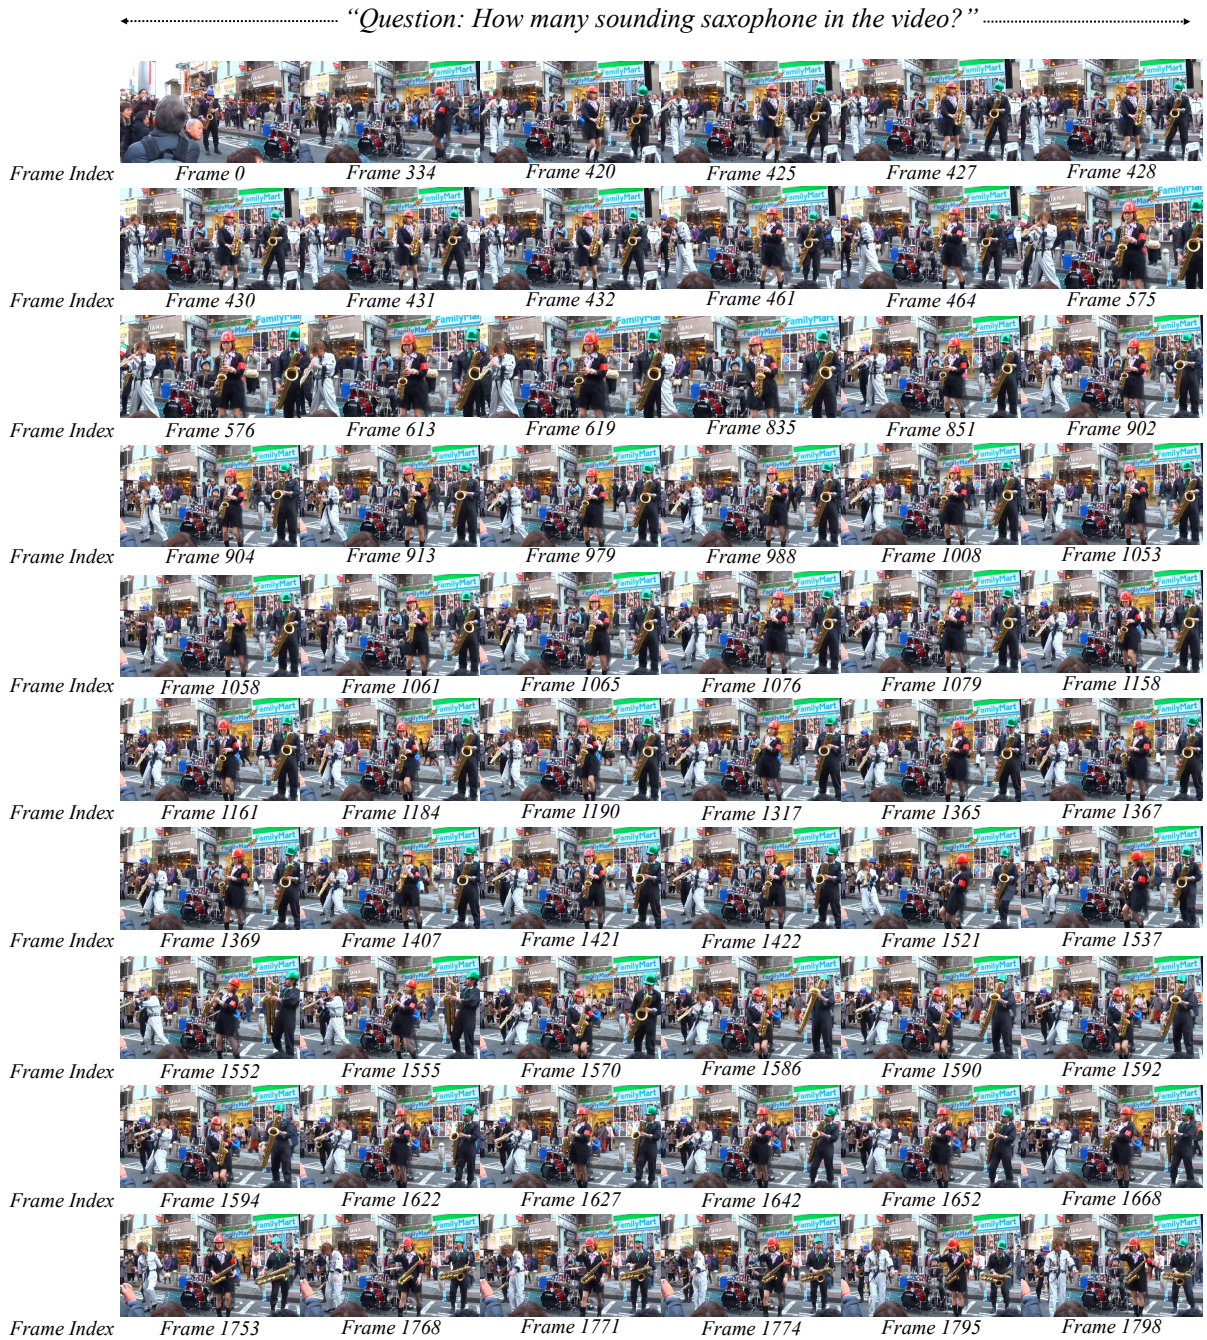 “Question: How many sounding saxophone in the video?”
Frame Index Frame 0 Frame 334 Frame 420 Frame 425 Frame 427 Frame 428
Frame Index Frame 430 Frame 431 Frame 432 Frame 461 Frame 464 Frame 575
Frame Index Frame 576 Frame 613 Frame 619 Frame 835 Frame 851 Frame 902
Frame Index Frame 904 Frame 913 Frame 979 Frame 988 Frame 1008 Frame 1053
Frame Index Frame 1058 Frame 1061 Frame 1065 Frame 1076 Frame 1079 Frame 1158
Frame Index Frame 1161 Frame 1184 Frame 1190 Frame 1317 Frame 1365 Frame 1367
Frame Index Frame 1369 Frame 1407 Frame 1421 Frame 1422 Frame 1521 Frame 1537
Frame Index Frame 1552 Frame 1555 Frame 1570 Frame 1586 Frame 1590 Frame 1592
Frame Index Frame 1594 Frame 1622 Frame 1627 Frame 1642 Frame 1652 Frame 1668
Frame Index Frame 1753 Frame 1768 Frame 1771 Frame 1774 Frame 1795 Frame 1798